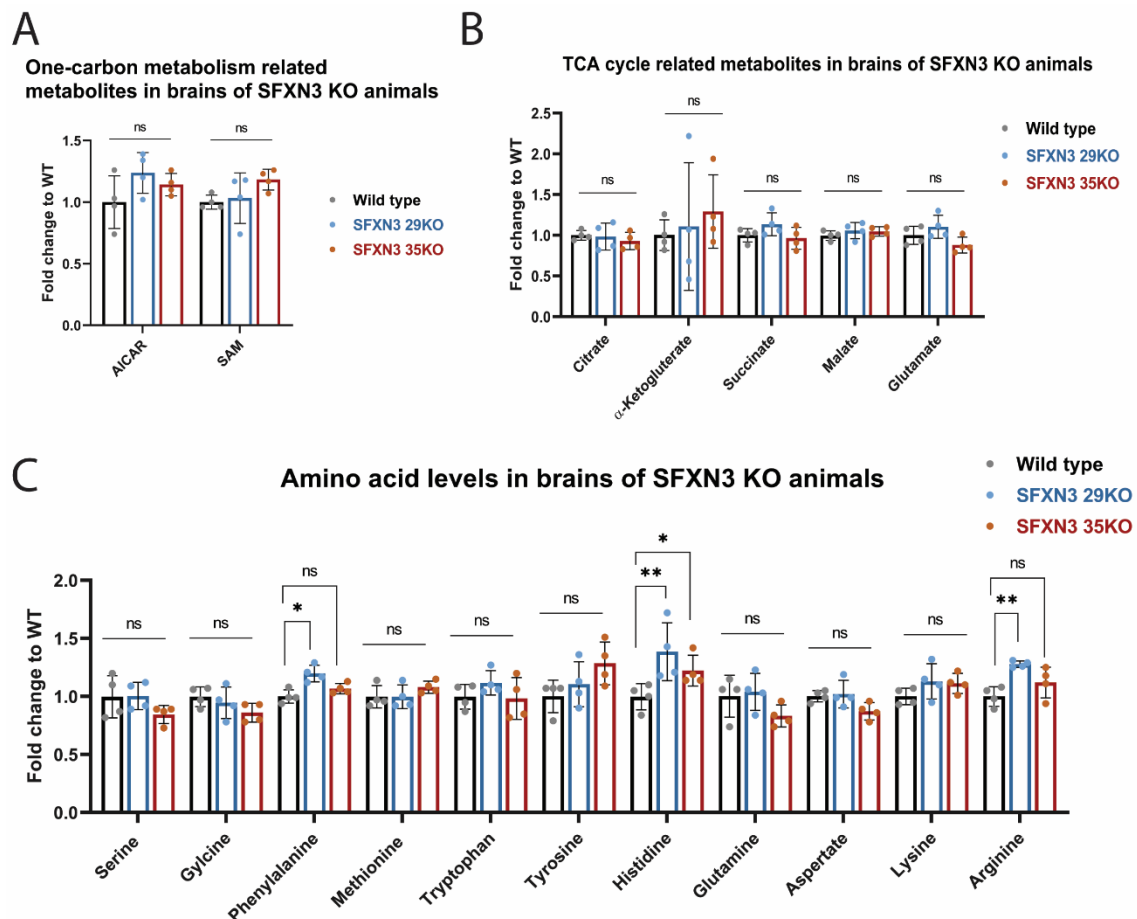 A
One-carbon metabolism related
metabolites in brains of SFXN3 KO animals
ns
ns
1.5
1.0
0.5
0.0
Fold change to WT
AICAR
SAM
Wild type
SFXN3 29KO
SFXN3 35KO
B
TCA cycle related metabolites in brains of SFXN3 KO animals
ns
ns
ns
ns
ns
2.5
2.0
1.5
1.0
0.5
0.0
Fold change to WT
Citrate
α-Ketogluterate
Succinate
Malate
Glutamate
Wild type
SFXN3 29KO
SFXN3 35KO
C
Amino acid levels in brains of SFXN3 KO animals
Wild type
SFXN3 29KO
SFXN3 35KO
ns
ns
ns
*
ns
ns
ns
*
**
ns
ns
ns
ns
**
2.0
1.5
1.0
0.5
0.0
Fold change to WT
Serine
Gylcine
Phenylalanine
Methionine
Tryptophan
Tyrosine
Histidine
Glutamine
Aspertate
Lysine
Arginine